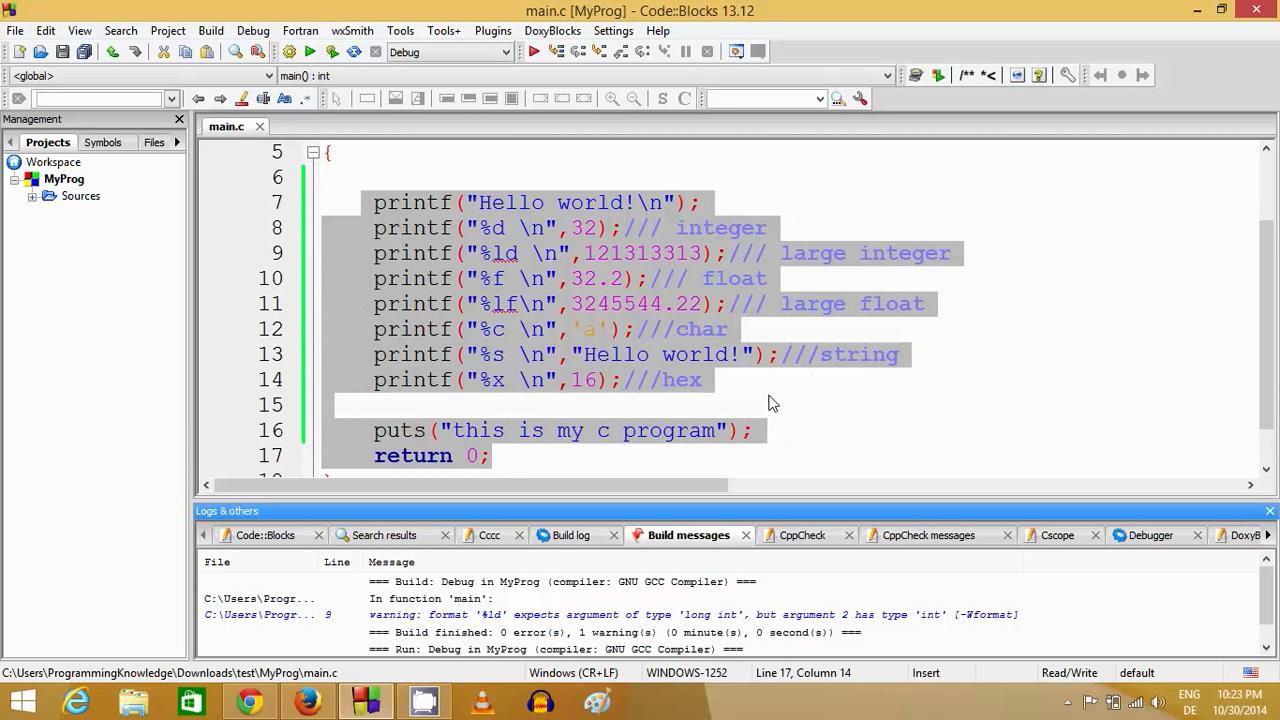 main.c [MyProg] - Code::Blocks 13.12
File Edit View Search Project Build Debug Fortran wxSmith Tools Tools+ Plugins DoxyBlocks Settings Help
Debug
<global> main() : int /** *<
S C
Management
main.c
Projects Symbols Files
Workspace
MyProg
Sources
5 {
6
7 printf("Hello world!\n");
8 printf("%d \n",32);/// integer
9 printf("%ld \n",121313313);/// large integer
10 printf("%f \n",32.2);/// float
11 printf("%lf\n",3245544.22);/// large float
12 printf("%c \n",'a');///char
13 printf("%s \n","Hello world!");///string
14 printf("%x \n",16);///hex
15
16 puts("this is my c program");
17 return 0;
Logs & others
Code::Blocks Search results Cccc Build log Build messages CppCheck CppCheck messages Cscope Debugger DoxyB
File Line Message
=== Build: Debug in MyProg (compiler: GNU GCC Compiler) ===
C:\Users\Progr... In function 'main':
C:\Users\Progr... 9 warning: format '%ld' expects argument of type 'long int', but argument 2 has type 'int' [-Wformat]
=== Build finished: 0 error(s), 1 warning(s) (0 minute(s), 0 second(s)) ===
=== Run: Debug in MyProg (compiler: GNU GCC Compiler) ===
C:\Users\ProgrammingKnowledge\Downloads\test\MyProg\main.c Windows (CR+LF) WINDOWS-1252 Line 17, Column 14 Insert Read/Write default
ENG 10:23 PM
DE 10/30/2014